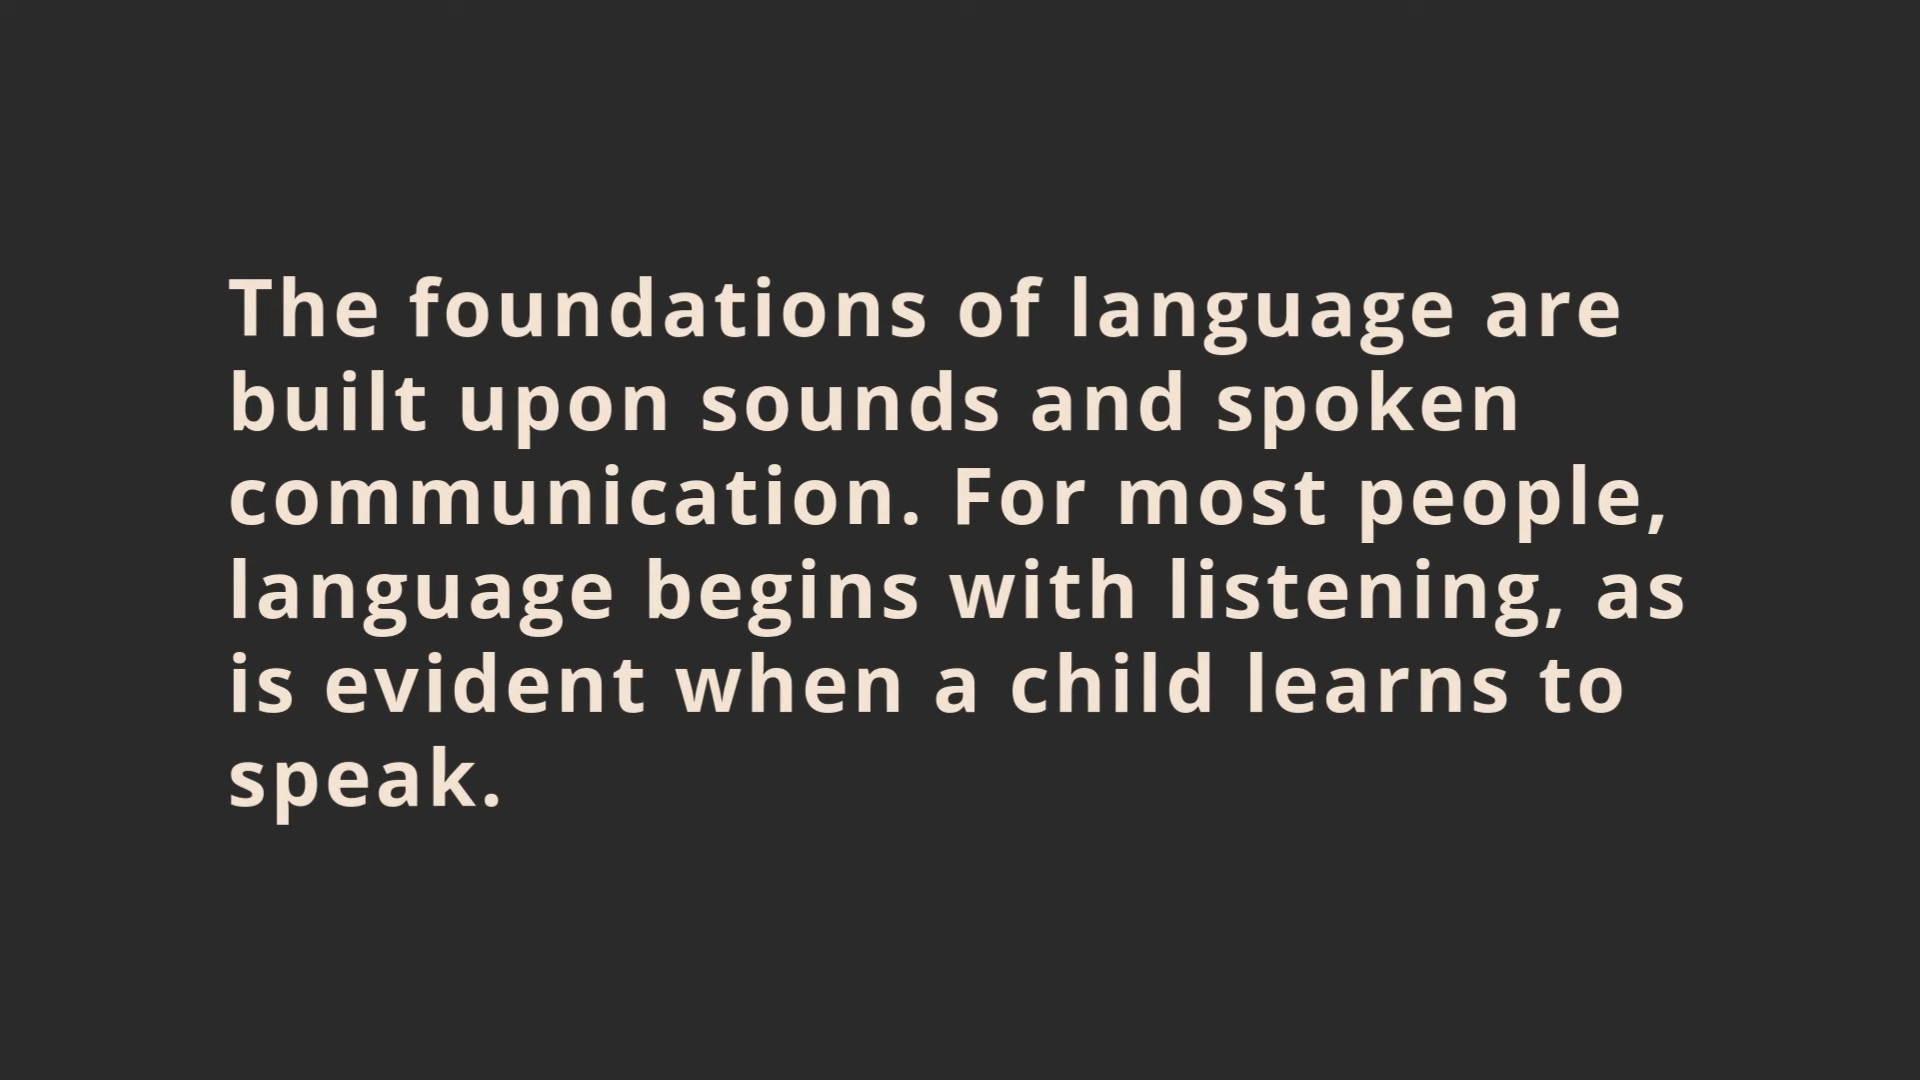 The foundations of language are
built upon sounds and spoken
communication. For most people,
language begins with listening, as
is evident when a child learns to
speak.